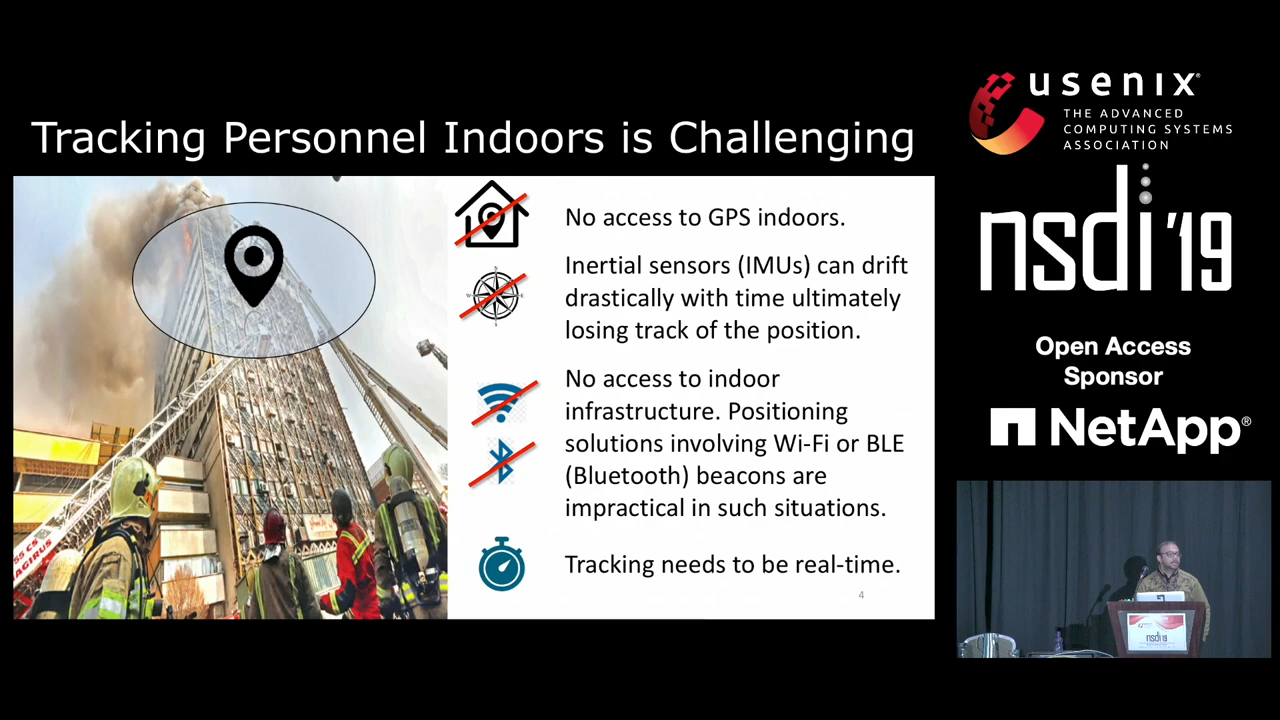 Tracking Personnel Indoors is Challenging
No access to GPS indoors.
Inertial sensors (IMUs) can drift
drastically with time ultimately
losing track of the position.
No access to indoor
infrastructure. Positioning
solutions involving Wi-Fi or BLE
(Bluetooth) beacons are
impractical in such situations.
Tracking needs to be real-time.
4
usenix®
THE ADVANCED
COMPUTING SYSTEMS
ASSOCIATION
nsdi '19
Open Access
Sponsor
NetApp®
usenix
nsdi '19